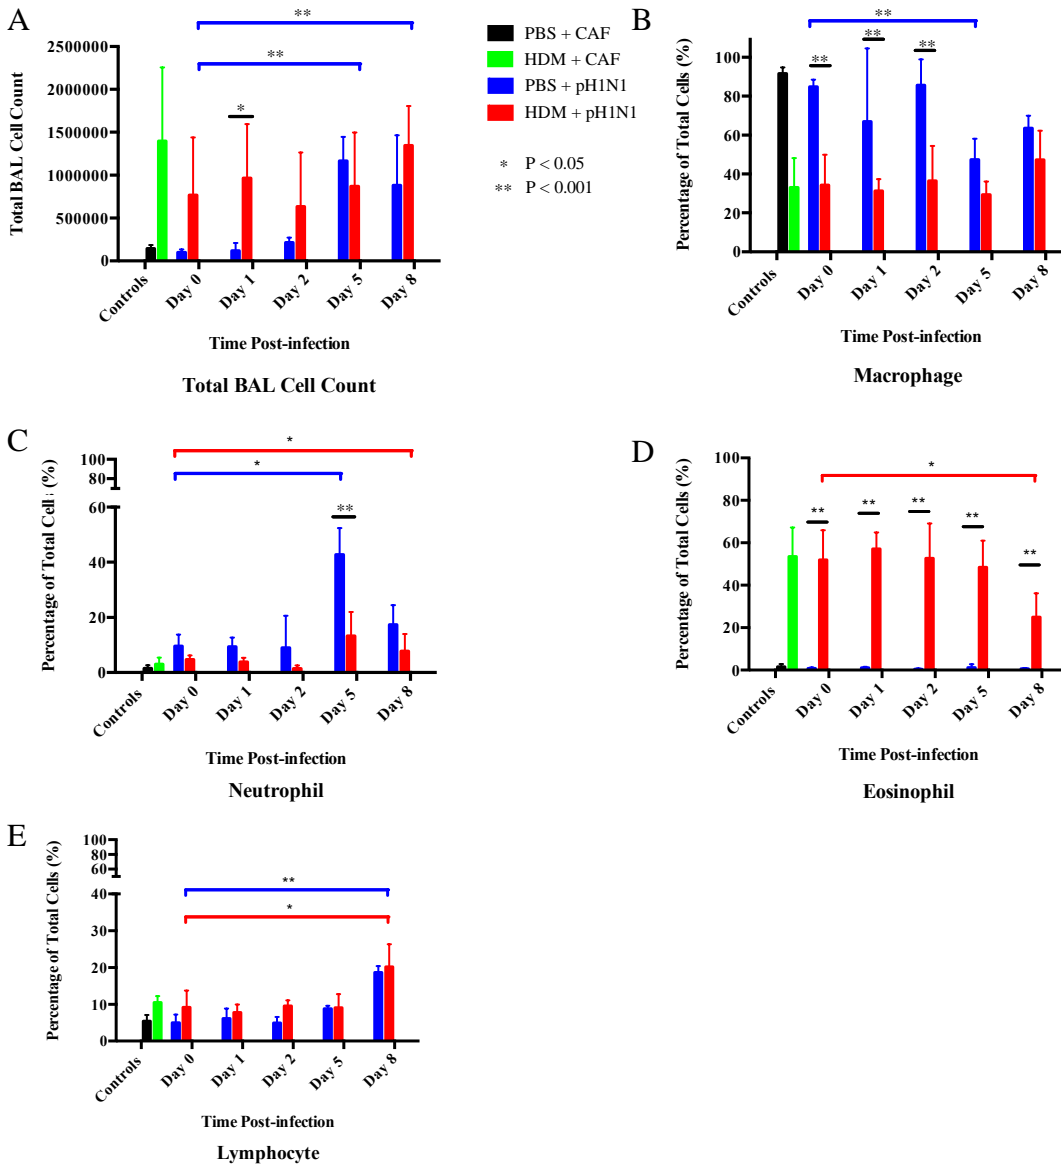 A
**
2500000
2000000
1500000
1000000
500000
0
**
*
Total BAL Cell Count
Controls
Day 0
Day 1
Day 2
Day 5
Day 8
Time Post-infection
Total BAL Cell Count
PBS + CAF
HDM + CAF
PBS + pH1N1
HDM + pH1N1
* P < 0.05
** P < 0.001
B
**
**
**
**
100
80
60
40
20
0
Percentage of Total Cells (%)
Controls
Day 0
Day 1
Day 2
Day 5
Day 8
Time Post-infection
Macrophage
C
*
*
**
100
80
60
40
20
0
Percentage of Total Cells (%)
Controls
Day 0
Day 1
Day 2
Day 5
Day 8
Time Post-infection
Neutrophil
D
*
**
**
**
**
**
100
80
60
40
20
0
Percentage of Total Cells (%)
Controls
Day 0
Day 1
Day 2
Day 5
Day 8
Time Post-infection
Eosinophil
E
100
80
60
40
30
20
10
0
**
*
Percentage of Total Cells (%)
Controls
Day 0
Day 1
Day 2
Day 5
Day 8
Time Post-infection
Lymphocyte